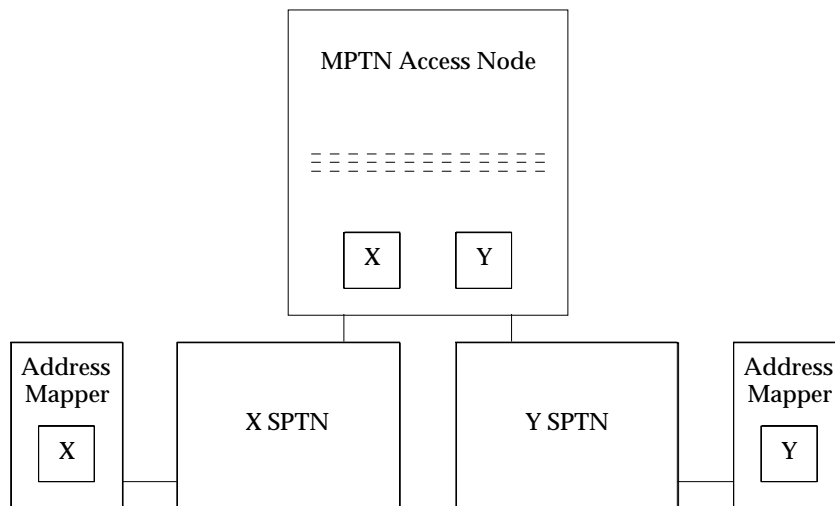 MPTN Access Node
X
Y
Address
Mapper
X
X SPTN
Y SPTN
Address
Mapper
Y